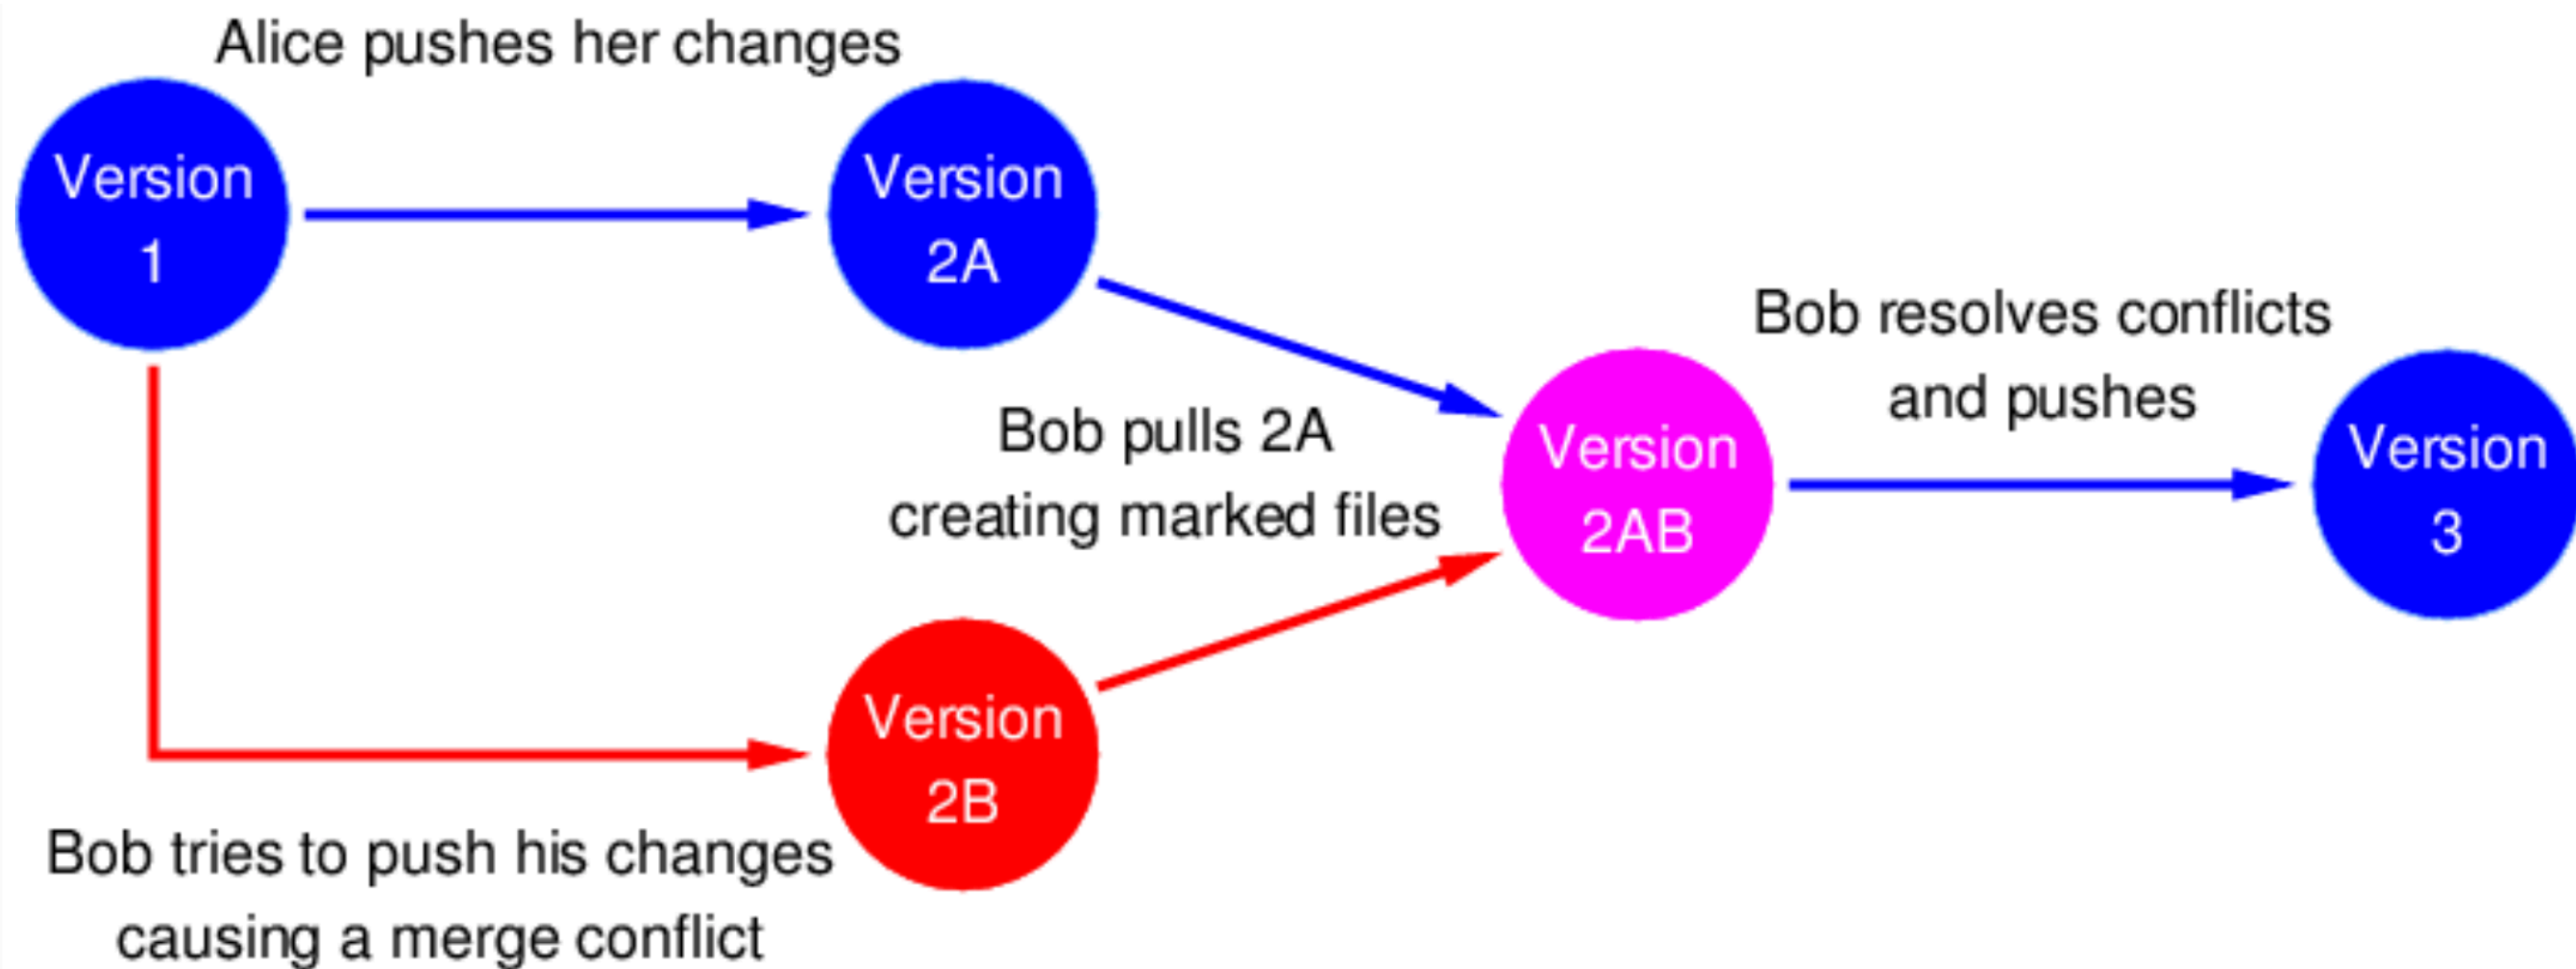 Alice pushes her changes
Version
1
Version
2A
Bob pulls 2A
creating marked files
Bob resolves conflicts
and pushes
Version
2AB
Version
3
Version
2B
Bob tries to push his changes
causing a merge conflict